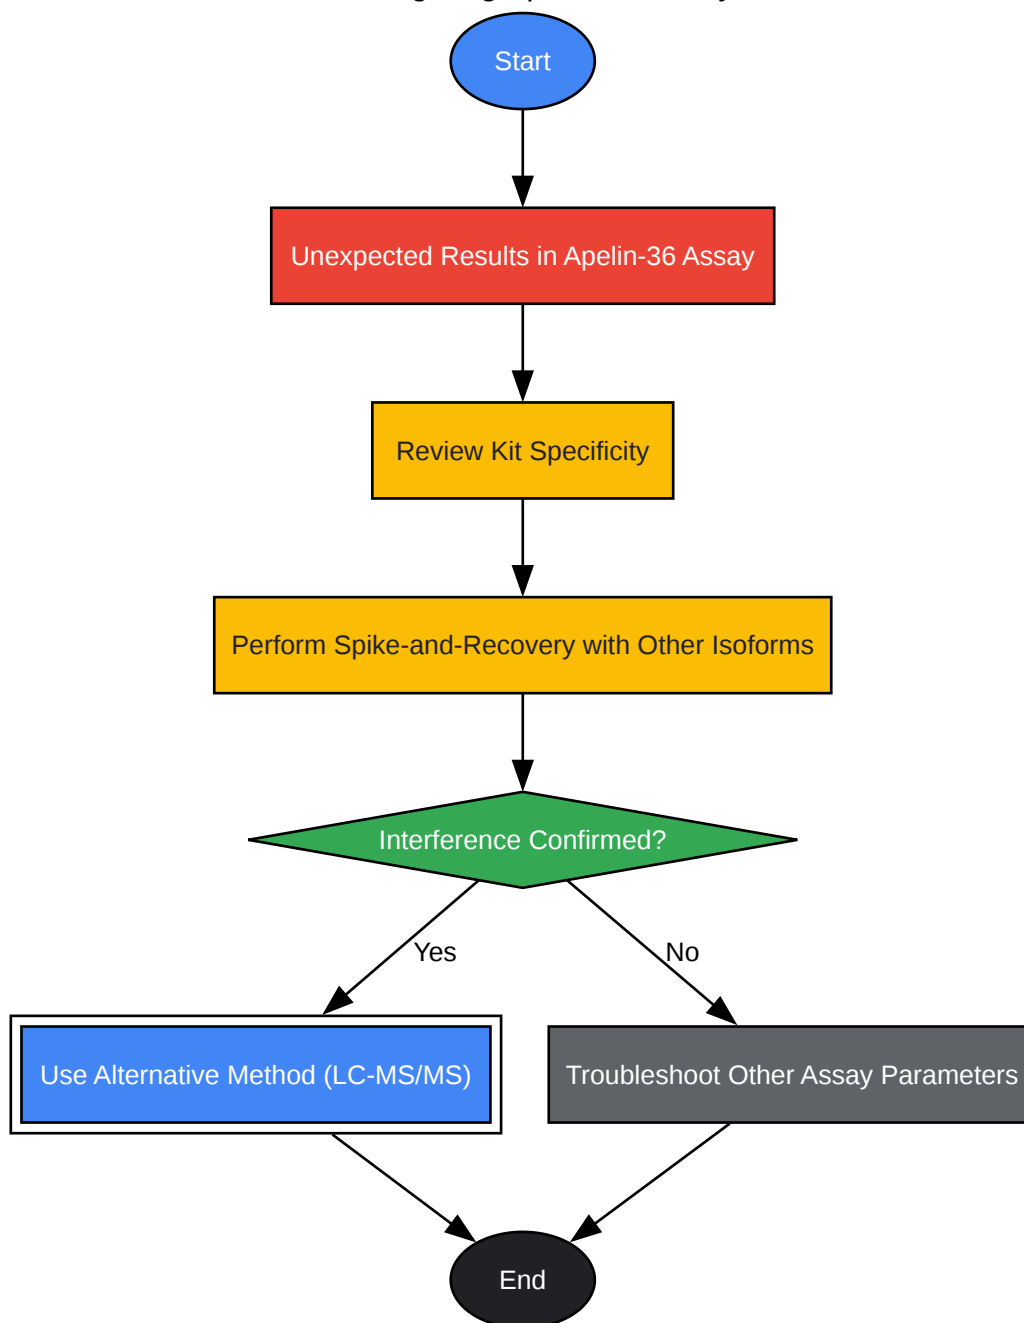 Start
Unexpected Results in Apelin-36 Assay
Review Kit Specificity
Perform Spike-and-Recovery with Other Isoforms
Interference Confirmed?
Yes
No
Use Alternative Method (LC-MS/MS)
Troubleshoot Other Assay Parameters
End